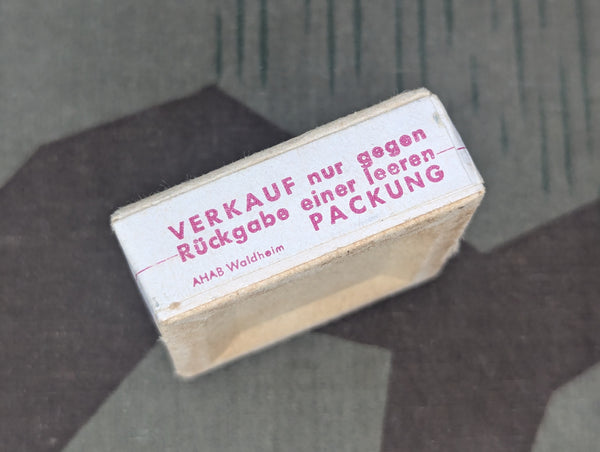 VERKAUF nur gegen
Rückgabe einer leeren
PACKUNG
AHAB Waldheim